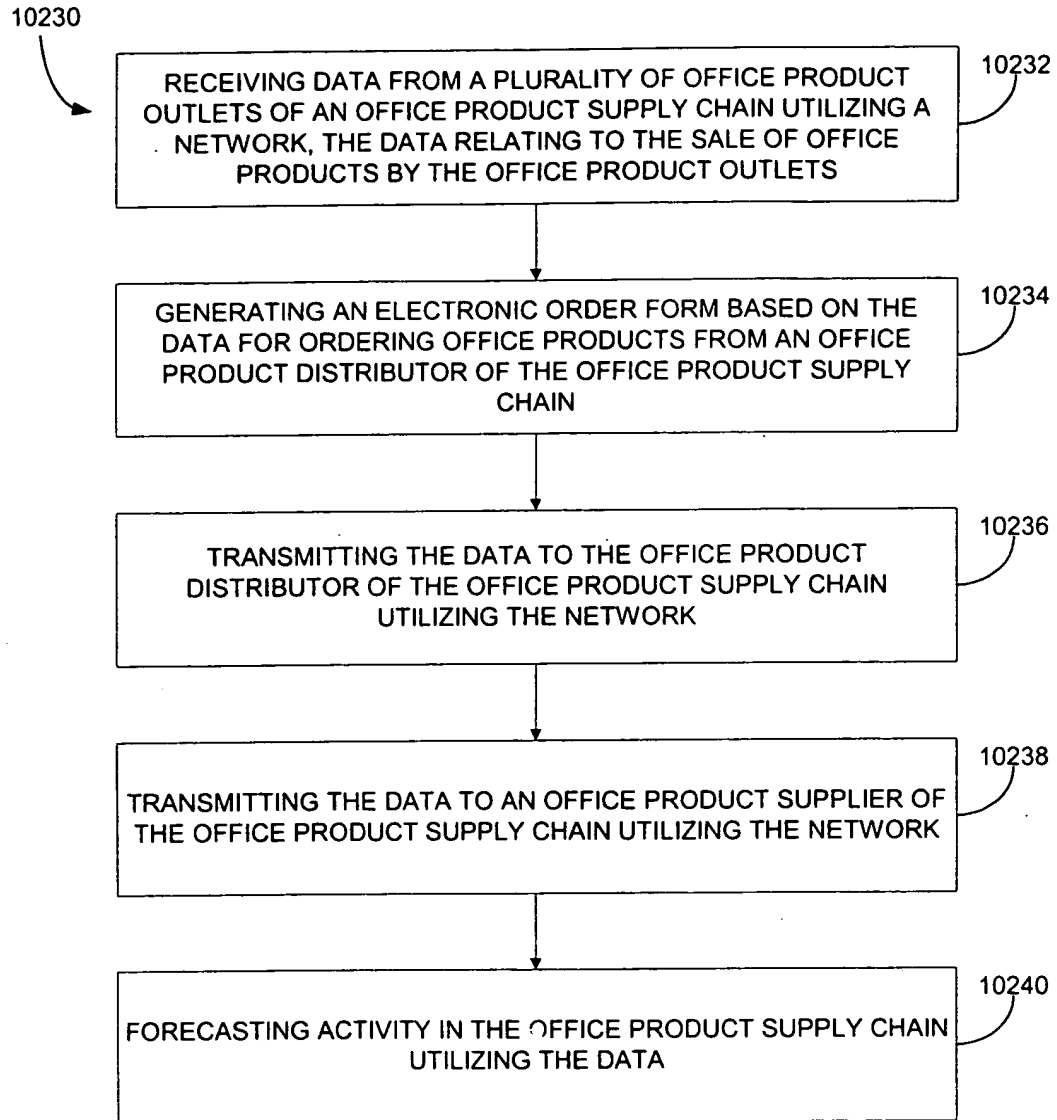 10230
10232
RECEIVING DATA FROM A PLURALITY OF OFFICE PRODUCT
OUTLETS OF AN OFFICE PRODUCT SUPPLY CHAIN UTILIZING A
NETWORK, THE DATA RELATING TO THE SALE OF OFFICE
PRODUCTS BY THE OFFICE PRODUCT OUTLETS
10234
GENERATING AN ELECTRONIC ORDER FORM BASED ON THE
DATA FOR ORDERING OFFICE PRODUCTS FROM AN OFFICE
PRODUCT DISTRIBUTOR OF THE OFFICE PRODUCT SUPPLY
CHAIN
10236
TRANSMITTING THE DATA TO THE OFFICE PRODUCT
DISTRIBUTOR OF THE OFFICE PRODUCT SUPPLY CHAIN
UTILIZING THE NETWORK
10238
TRANSMITTING THE DATA TO AN OFFICE PRODUCT SUPPLIER OF
THE OFFICE PRODUCT SUPPLY CHAIN UTILIZING THE NETWORK
10240
FORECASTING ACTIVITY IN THE OFFICE PRODUCT SUPPLY CHAIN
UTILIZING THE DATA